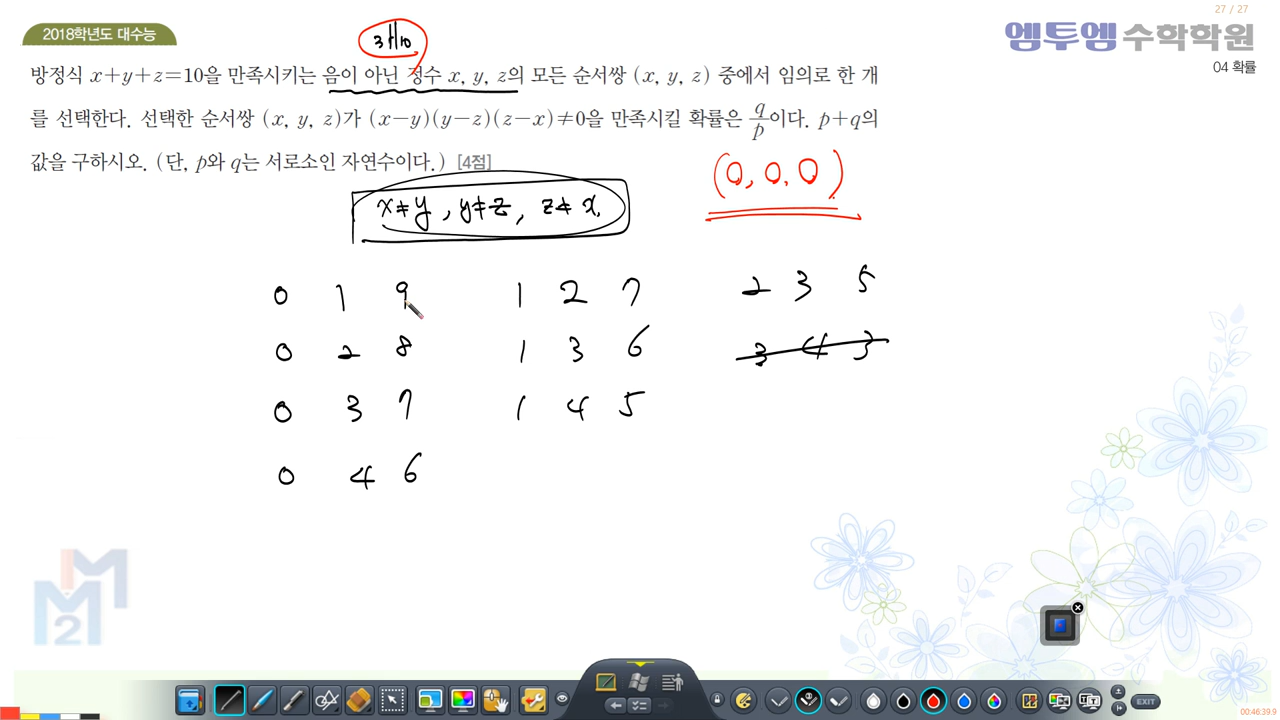 27 / 27
2018학년도 대수능
3H10
엠투엠수학학원
04 확률
방정식 x+y+z=10을 만족시키는 음이 아닌 정수 x, y, z의 모든 순서쌍 (x, y, z) 중에서 임의로 한 개
를 선택한다. 선택한 순서쌍 (x, y, z)가 (x-y)(y-z)(z-x)≠0을 만족시킬 확률은 q/p이다. p+q의
값을 구하시오. (단, p와 q는 서로소인 자연수이다.) [4점]
(0, 0, 0)
x≠y, y≠z, z≠x.
0 1 9 1 2 7 2 3 5
0 2 8 1 3 6 3 4 3
0 3 7 1 4 5
0 4 6
M
M
2
EXIT
00:46:39.9